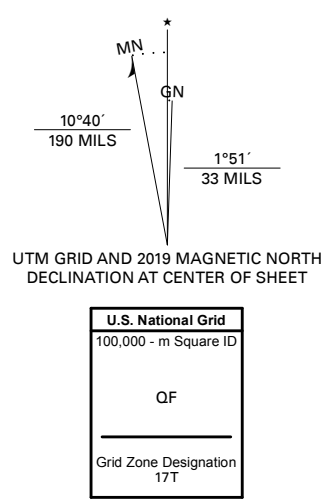 ★
MN
GN
10°40´
190 MILS
1°51´
33 MILS
UTM GRID AND 2019 MAGNETIC NORTH
DECLINATION AT CENTER OF SHEET
U.S. National Grid
100,000 - m Square ID
QF
Grid Zone Designation
17T